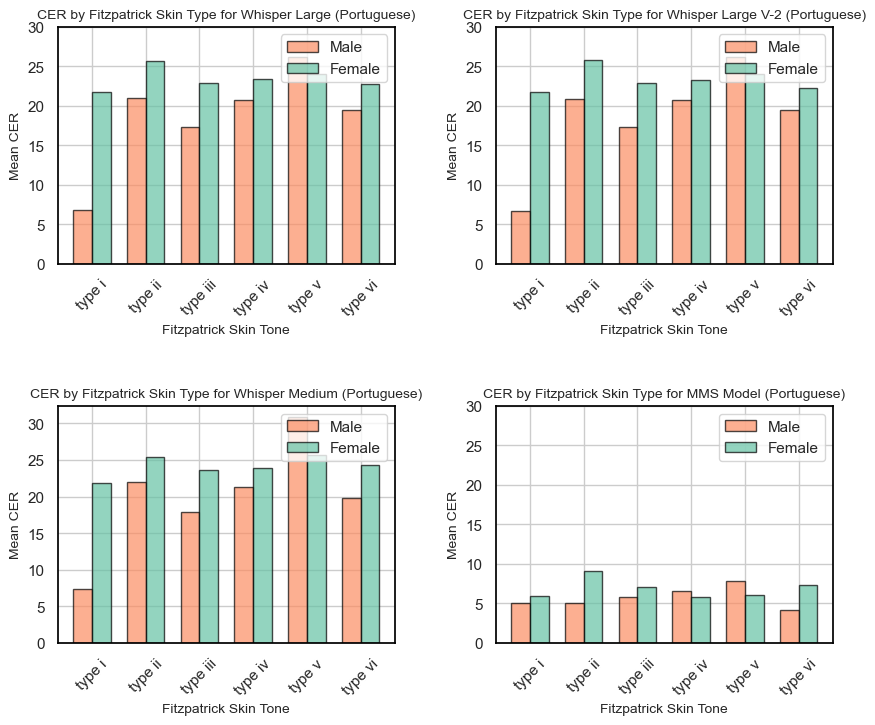 CER by Fitzpatrick Skin Type for Whisper Large (Portuguese)
30
25
20
15
10
5
0
Mean CER
Male
Female
type i
type ii
type iii
type iv
type v
type vi
Fitzpatrick Skin Tone
CER by Fitzpatrick Skin Type for Whisper Large V-2 (Portuguese)
30
25
20
15
10
5
0
Mean CER
Male
Female
type i
type ii
type iii
type iv
type v
type vi
Fitzpatrick Skin Tone
CER by Fitzpatrick Skin Type for Whisper Medium (Portuguese)
30
25
20
15
10
5
0
Mean CER
Male
Female
type i
type ii
type iii
type iv
type v
type vi
Fitzpatrick Skin Tone
CER by Fitzpatrick Skin Type for MMS Model (Portuguese)
30
25
20
15
10
5
0
Mean CER
Male
Female
type i
type ii
type iii
type iv
type v
type vi
Fitzpatrick Skin Tone